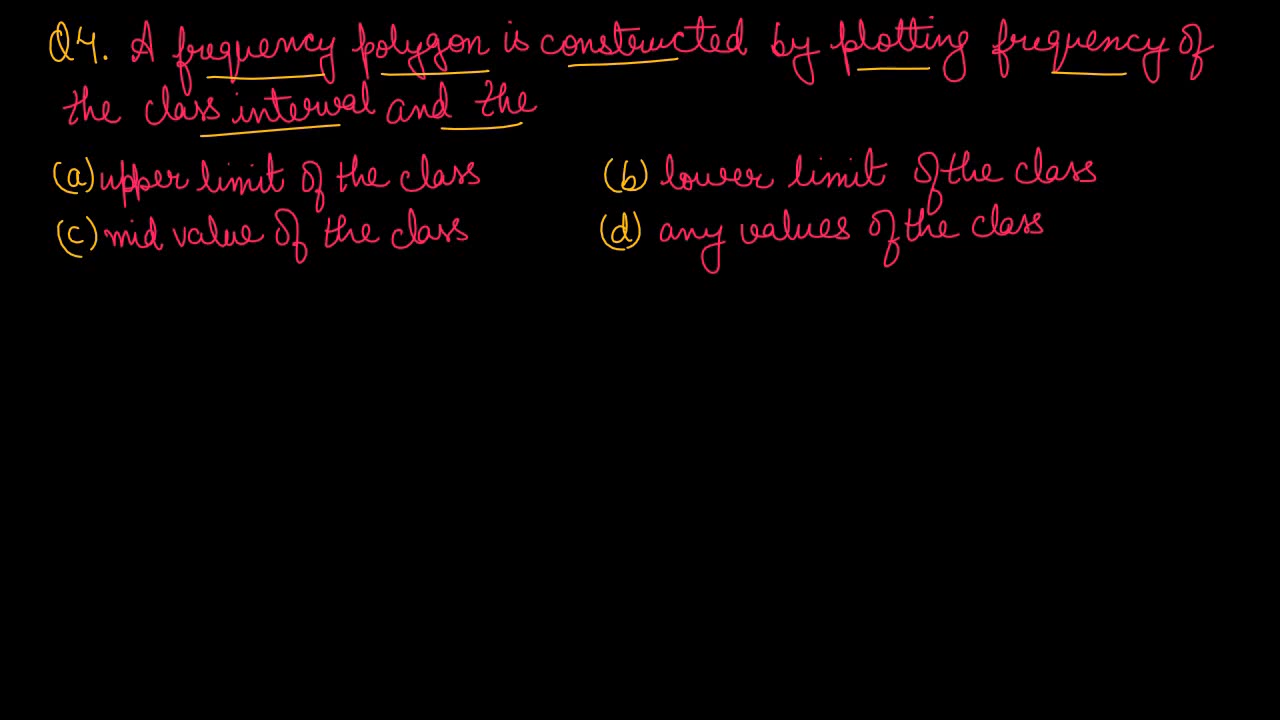 Q4. A frequency polygon is constructed by plotting frequency of
the class interval and the
(a) upper limit of the class (b) lower limit of the class
(c) mid value of the class (d) any values of the class